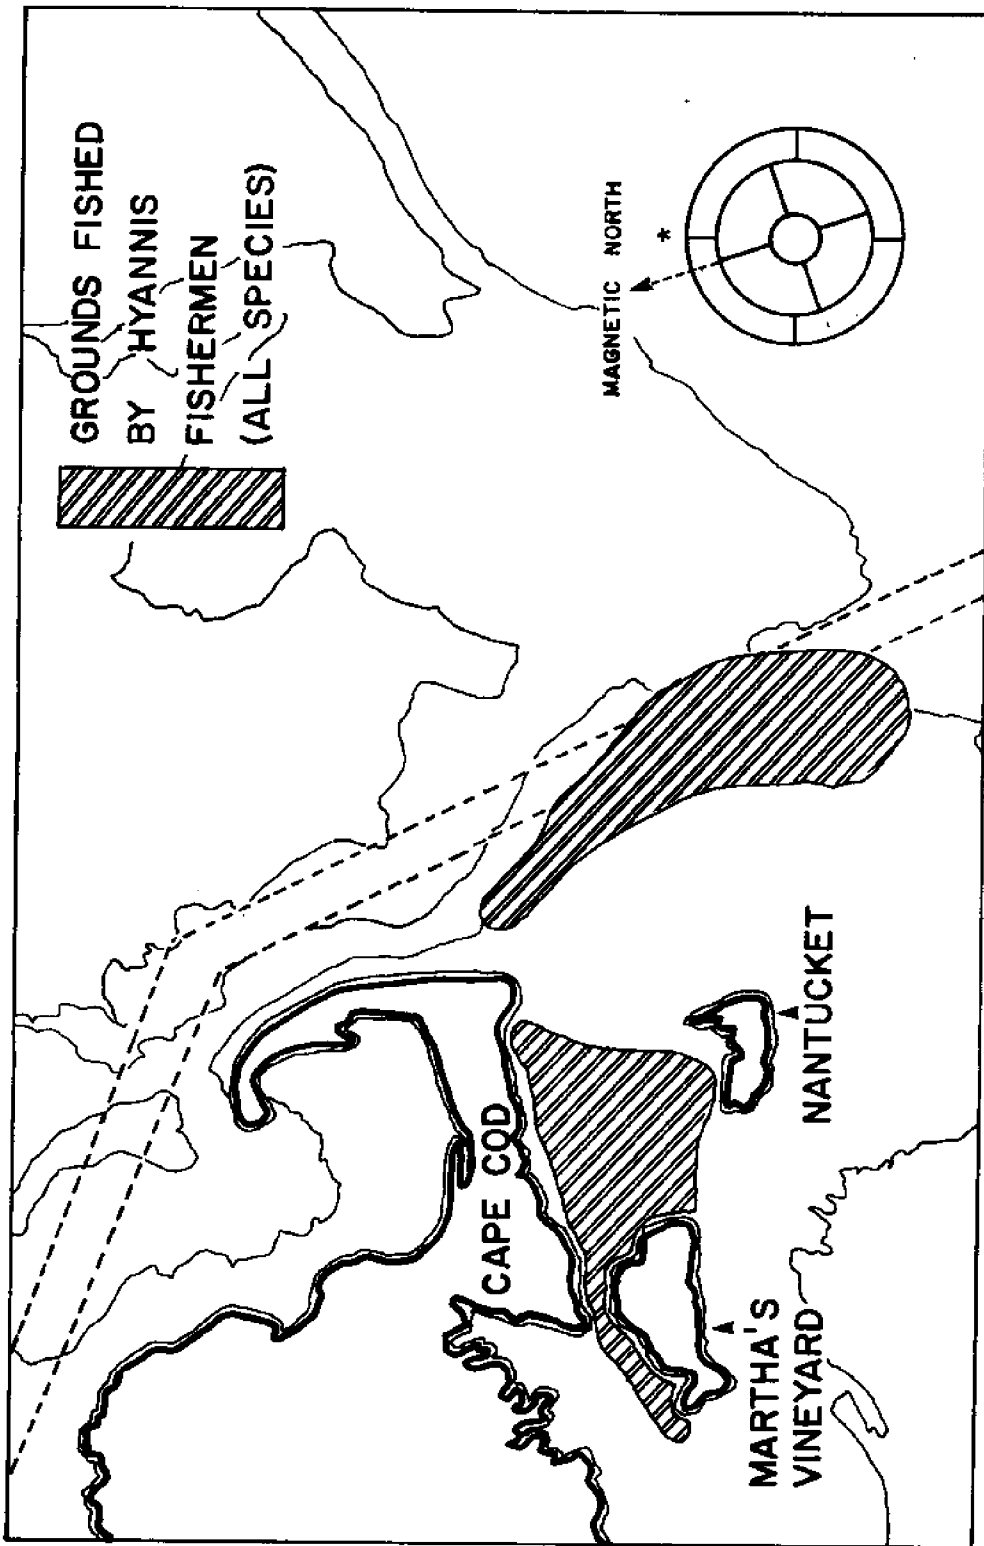 GROUNDS FISHED
BY HYANNIS
FISHERMEN
(ALL SPECIES)
MAGNETIC NORTH
*
CAPE COD
NANTUCKET
MARTHA'S
VINEYARD